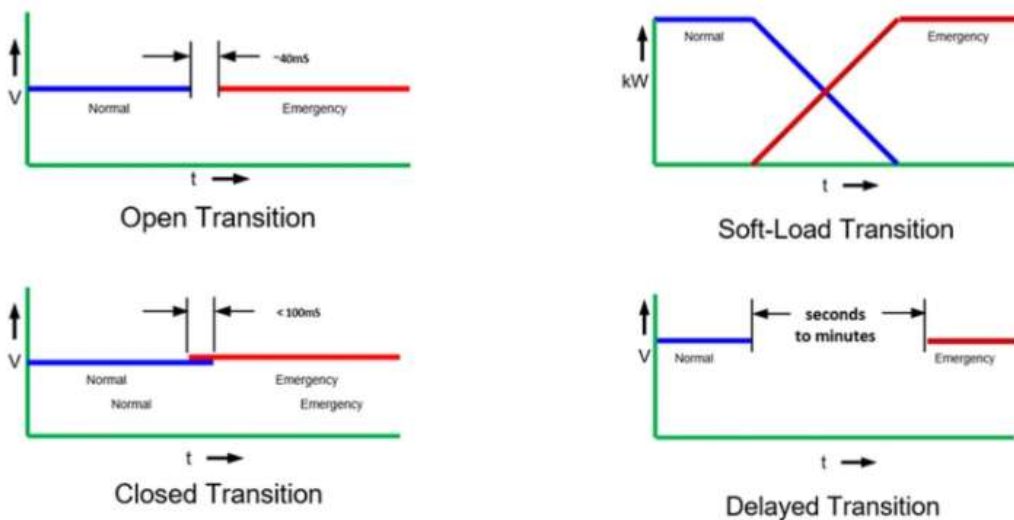 ~40mS
V
Normal
Emergency
t
Open Transition
Normal
Emergency
kW
t
Soft-Load Transition
<100mS
V
Normal
Emergency
Normal
Emergency
t
Closed Transition
seconds
to minutes
V
Normal
Emergency
t
Delayed Transition